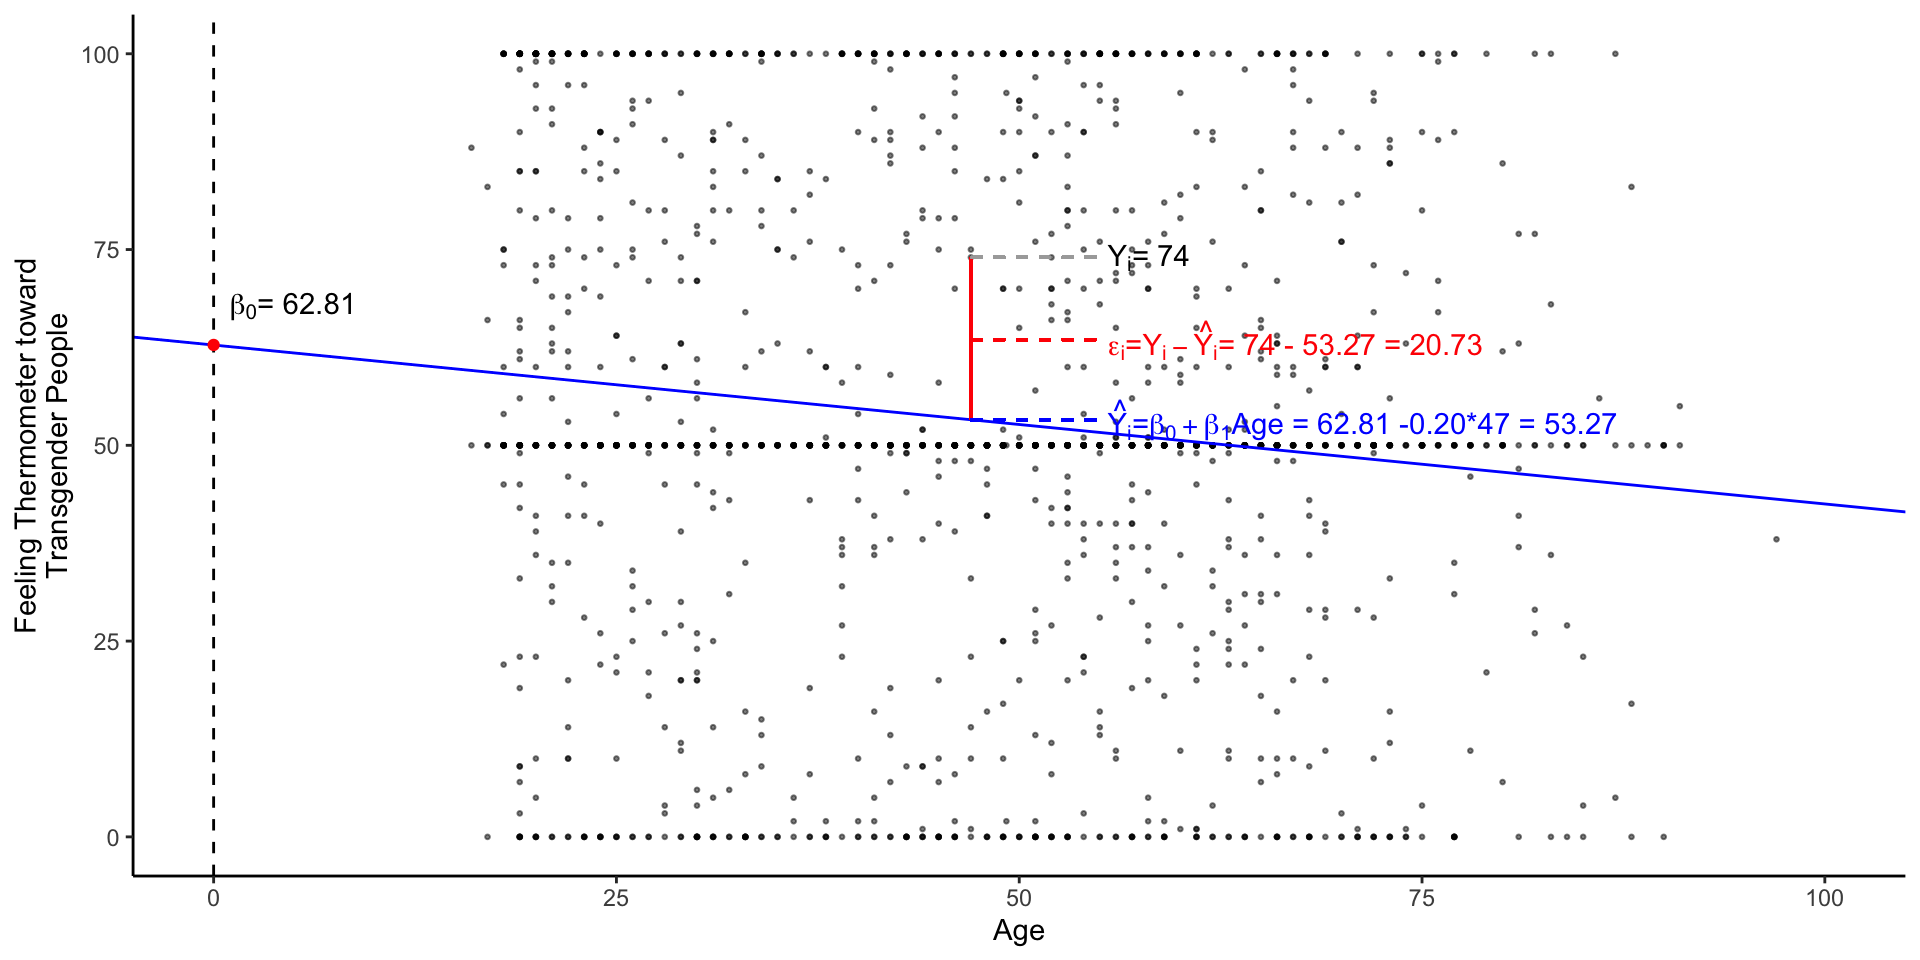 Feeling Thermometer toward
Transgender People
100
75
50
25
0
β₀= 62.81
Yᵢ= 74
εᵢ=Yᵢ – Ŷᵢ= 74 - 53.27 = 20.73
Ŷᵢ=β₀ + β₁Age = 62.81 -0.20*47 = 53.27
0
25
50
75
100
Age